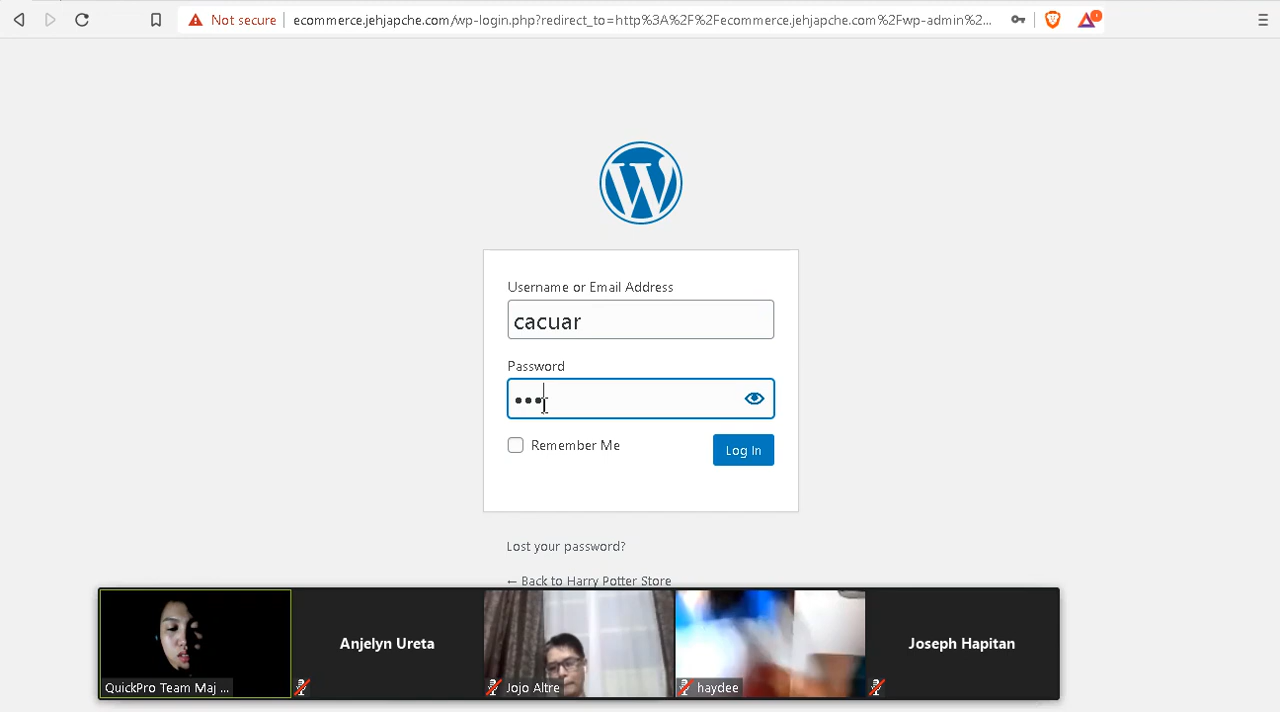 Not secure ecommerce.jehjapche.com/wp-login.php?redirect_to=http%3A%2F%2Fecommerce.jehjapche.com%2Fwp-admin%2...
Username or Email Address
cacuar
Password
Remember Me
Log In
Lost your password?
← Back to Harry Potter Store
Anjelyn Ureta
Joseph Hapitan
QuickPro Team Maj ...
Jojo Altre
haydee